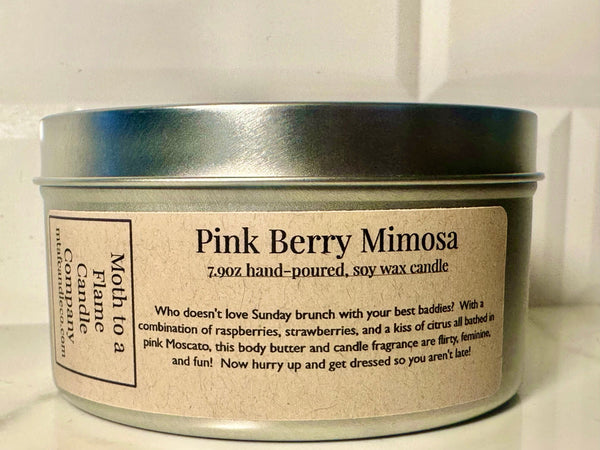 Pink Berry Mimosa
7.9oz hand-poured, soy wax candle
Who doesn't love Sunday brunch with your best baddies? With a
combination of raspberries, strawberries, and a kiss of citrus all bathed in
pink Moscato, this body butter and candle fragrance are flirty, feminine,
and fun! Now hurry up and get dressed so you aren't late!
Moth to a
Flame
Candle
Company
mtafcandleco.com